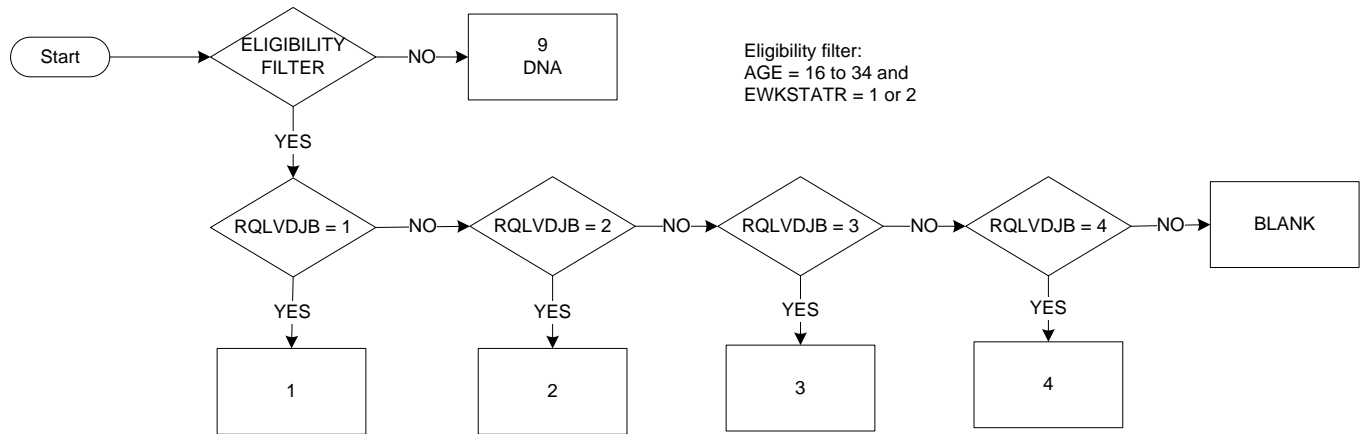 Start
ELIGIBILITY
FILTER
NO
9
DNA
Eligibility filter:
AGE = 16 to 34 and
EWKSTATR = 1 or 2
YES
RQLVDJB = 1
NO
RQLVDJB = 2
NO
RQLVDJB = 3
NO
RQLVDJB = 4
NO
BLANK
YES
YES
YES
YES
1
2
3
4